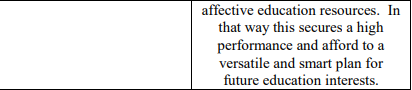 affective education resources.  In
that way this secures a high
performance and afford to a
versatile and smart plan for
future education interests.